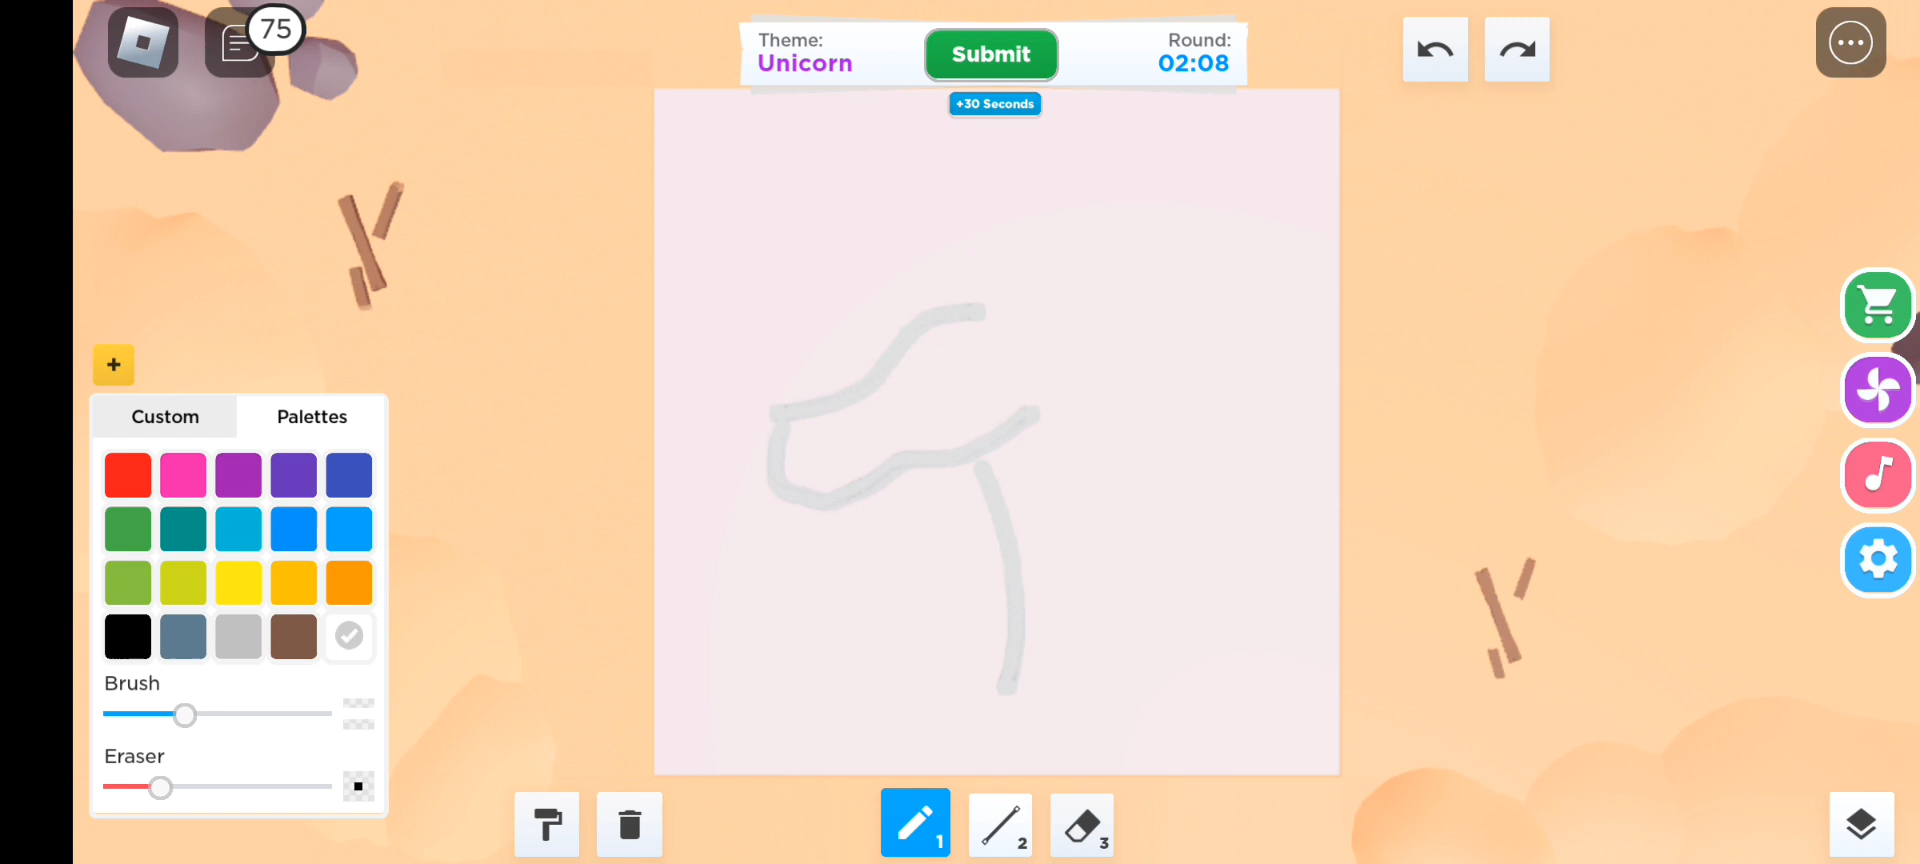 75
Theme:
Unicorn
Submit
Round:
02:08
+30 Seconds
+
Custom
Palettes
Brush
Eraser
1
2
3